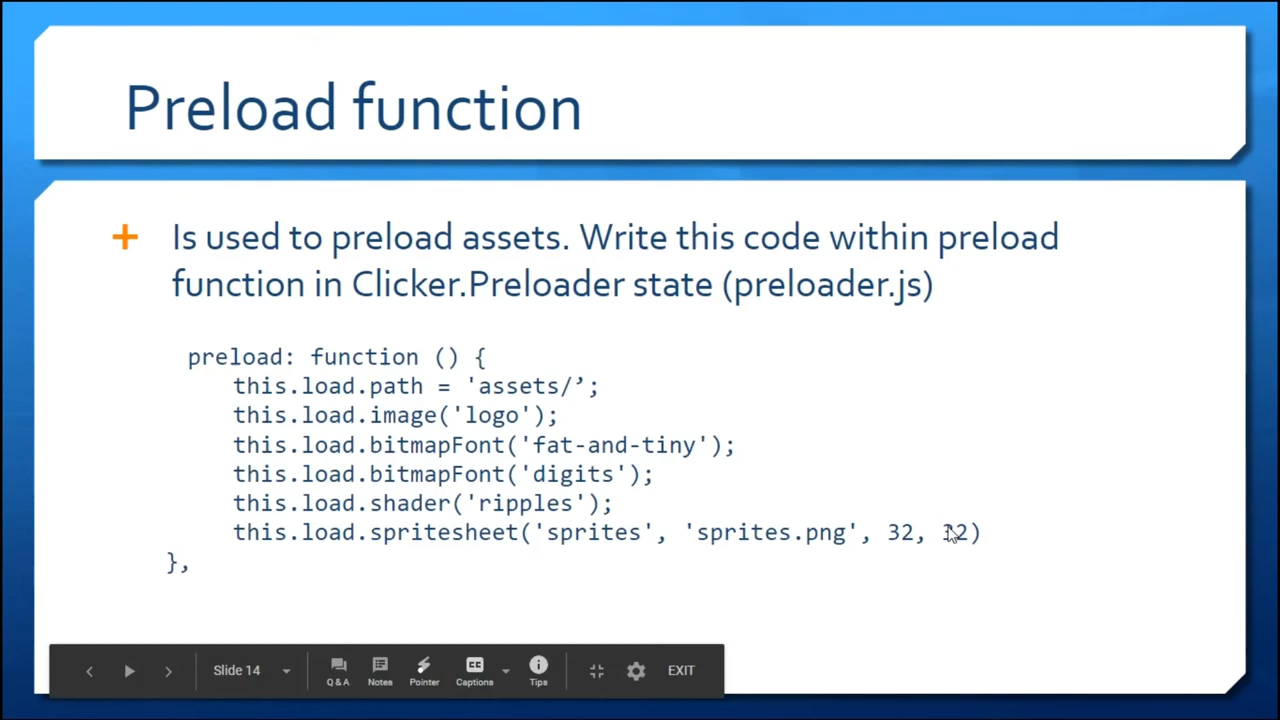 Preload function
+ Is used to preload assets. Write this code within preload
function in Clicker.Preloader state (preloader.js)
preload: function () {
this.load.path = 'assets/’;
this.load.image('logo');
this.load.bitmapFont('fat-and-tiny');
this.load.bitmapFont('digits');
this.load.shader('ripples');
this.load.spritesheet('sprites', 'sprites.png', 32,
},
Slide 14
Q & A Notes Pointer Captions Tips EXIT
CC